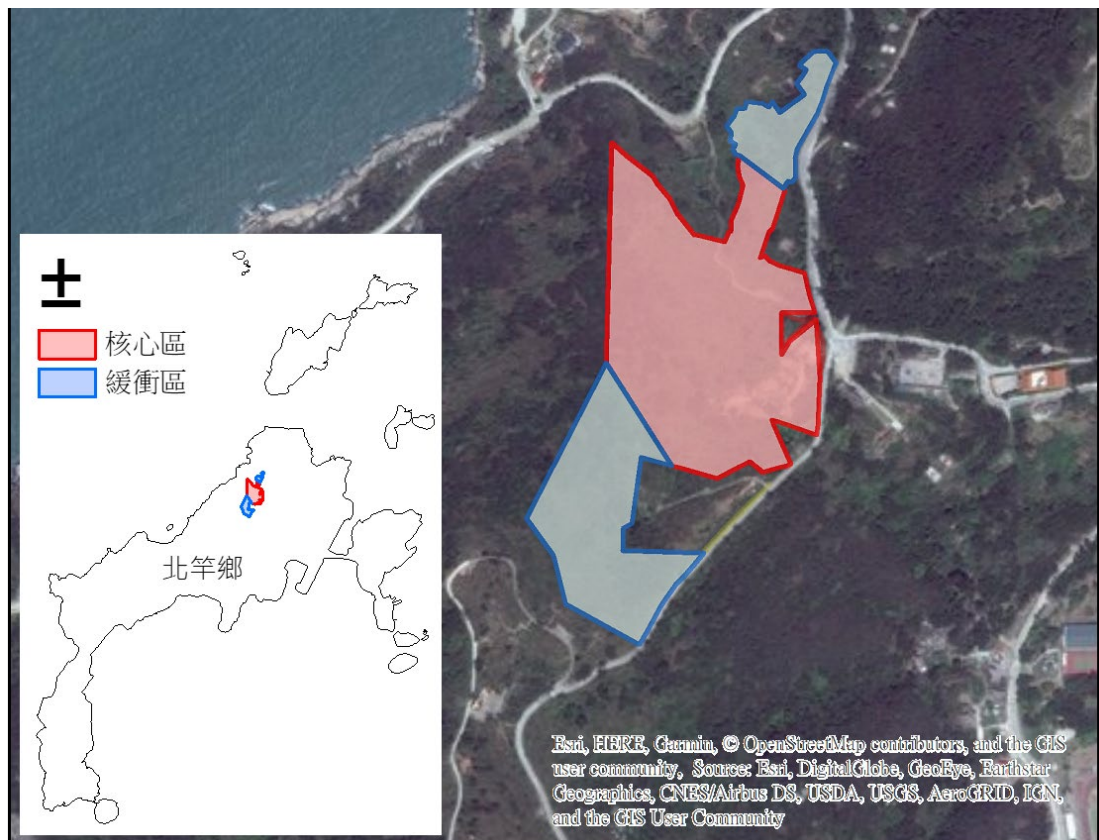 ±
核心區
緩衝區
北竿鄉
Esri, HERE, Garmin, © OpenStreetMap contributors, and the GIS
user community, Source: Esri, DigitalGlobe, GeoEye, Earthstar
Geographics, CNES/Airbus DS, USDA, USGS, AeroGRID, IGN,
and the GIS User Community